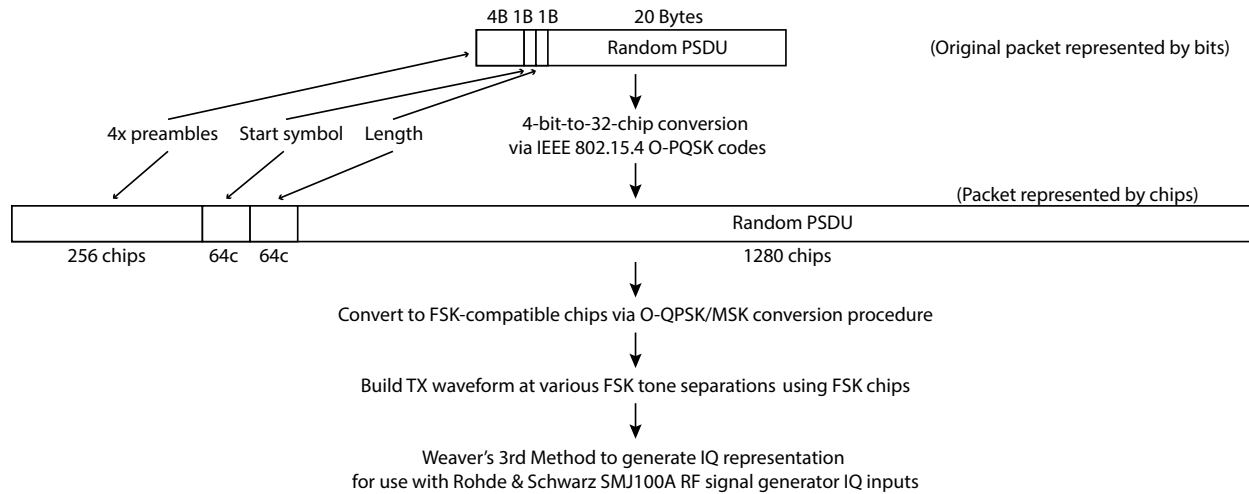 4B 1B 1B 20 Bytes
Random PSDU
(Original packet represented by bits)
4x preambles Start symbol Length
4-bit-to-32-chip conversion
via IEEE 802.15.4 O-PQSK codes
(Packet represented by chips)
Random PSDU
256 chips 64c 64c 1280 chips
Convert to FSK-compatible chips via O-QPSK/MSK conversion procedure
Build TX waveform at various FSK tone separations using FSK chips
Weaver's 3rd Method to generate IQ representation
for use with Rohde & Schwarz SMJ100A RF signal generator IQ inputs